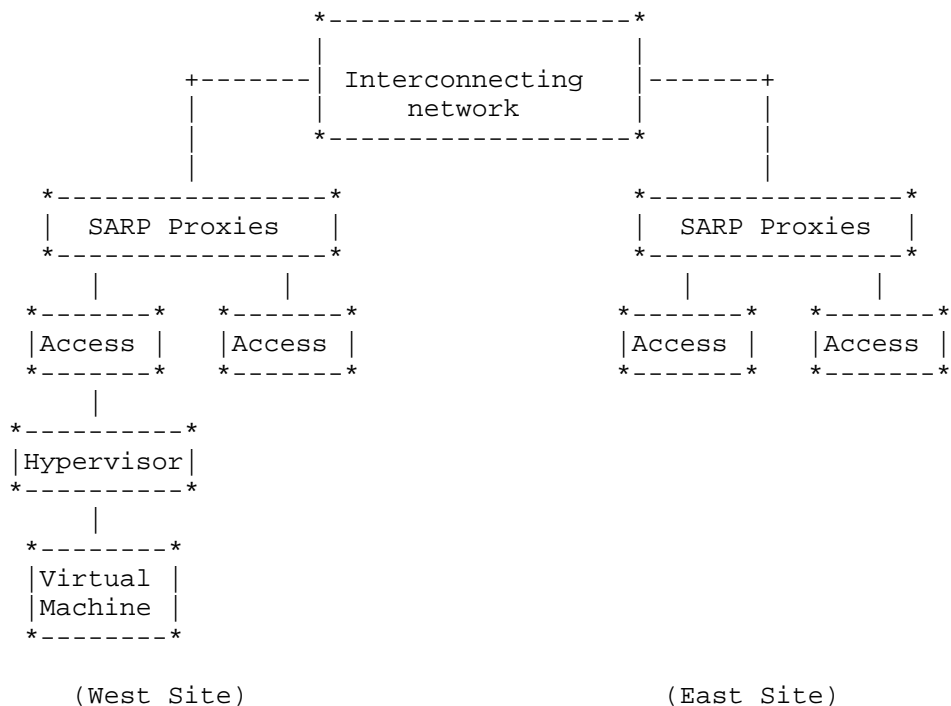 Interconnecting
network
SARP Proxies SARP Proxies
Access Access Access Access
Hypervisor
Virtual
Machine
(West Site) (East Site)